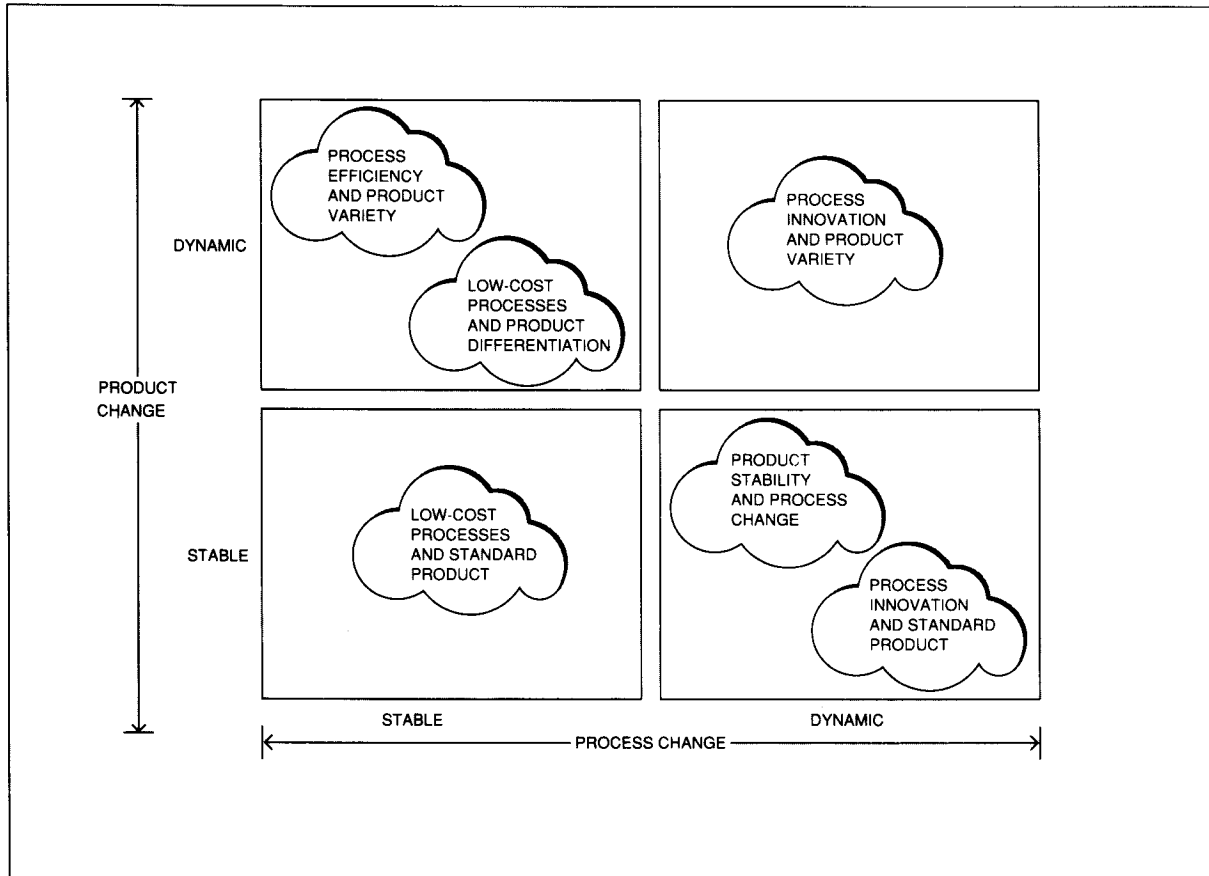 PROCESS
EFFICIENCY
AND PRODUCT
VARIETY
PROCESS
INNOVATION
AND PRODUCT
VARIETY
DYNAMIC
LOW-COST
PROCESSES
AND PRODUCT
DIFFERENTIATION
PRODUCT
CHANGE
PRODUCT
STABILITY
AND PROCESS
CHANGE
LOW-COST
PROCESSES
AND STANDARD
PRODUCT
STABLE
PROCESS
INNOVATION
AND STANDARD
PRODUCT
STABLE
DYNAMIC
PROCESS CHANGE